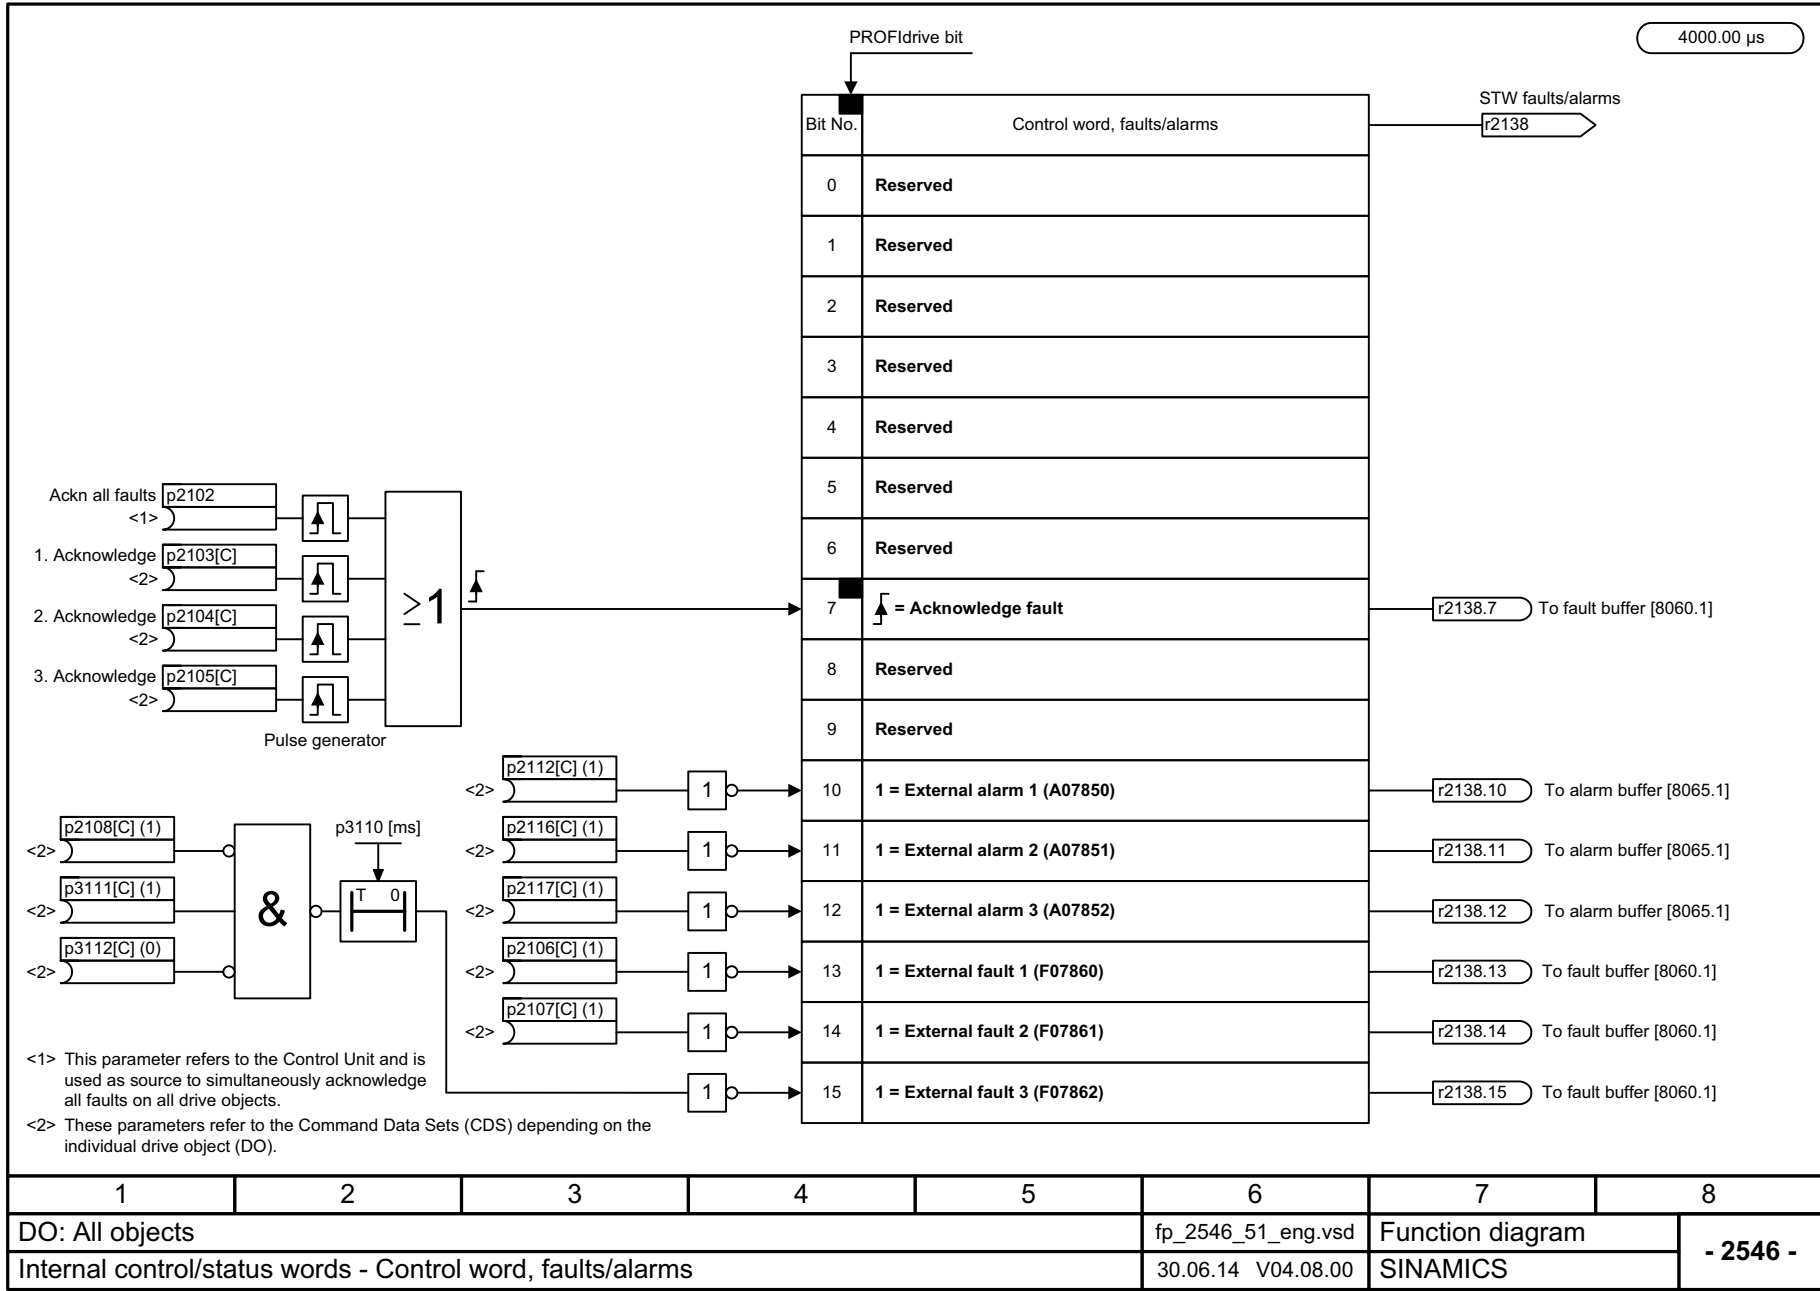 PROFIdrive bit
4000.00 µs
STW faults/alarms
r2138
Bit No.
Control word, faults/alarms
0 Reserved
1 Reserved
2 Reserved
3 Reserved
4 Reserved
5 Reserved
6 Reserved
7 = Acknowledge fault
r2138.7 To fault buffer [8060.1]
8 Reserved
9 Reserved
10 1 = External alarm 1 (A07850)
r2138.10 To alarm buffer [8065.1]
11 1 = External alarm 2 (A07851)
r2138.11 To alarm buffer [8065.1]
12 1 = External alarm 3 (A07852)
r2138.12 To alarm buffer [8065.1]
13 1 = External fault 1 (F07860)
r2138.13 To fault buffer [8060.1]
14 1 = External fault 2 (F07861)
r2138.14 To fault buffer [8060.1]
15 1 = External fault 3 (F07862)
r2138.15 To fault buffer [8060.1]
Ackn all faults p2102
<1>
1. Acknowledge p2103[C]
<2>
2. Acknowledge p2104[C]
<2>
3. Acknowledge p2105[C]
<2>
≥1
Pulse generator
p2112[C] (1)
<2> 1
p2116[C] (1)
<2> 1
p2117[C] (1)
<2> 1
p2106[C] (1)
<2> 1
p2107[C] (1)
<2> 1
1
p2108[C] (1)
<2>
p3111[C] (1)
<2>
p3112[C] (0)
<2>
&
p3110 [ms]
T 0
<1> This parameter refers to the Control Unit and is
used as source to simultaneously acknowledge
all faults on all drive objects.
<2> These parameters refer to the Command Data Sets (CDS) depending on the
individual drive object (DO).
1 2 3 4 5 6 7 8
DO: All objects
fp_2546_51_eng.vsd
Function diagram
- 2546 -
Internal control/status words - Control word, faults/alarms
30.06.14 V04.08.00
SINAMICS